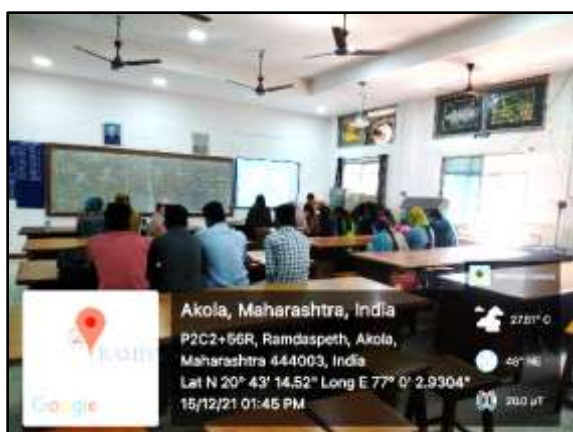 Akola, Maharashtra, India
P2C2+56R, Ramdaspeth, Akola,
Maharashtra 444003, India
Lat N 20° 43' 14.52" Long E 77° 0' 2.9304"
15/12/21 01:45 PM
Google